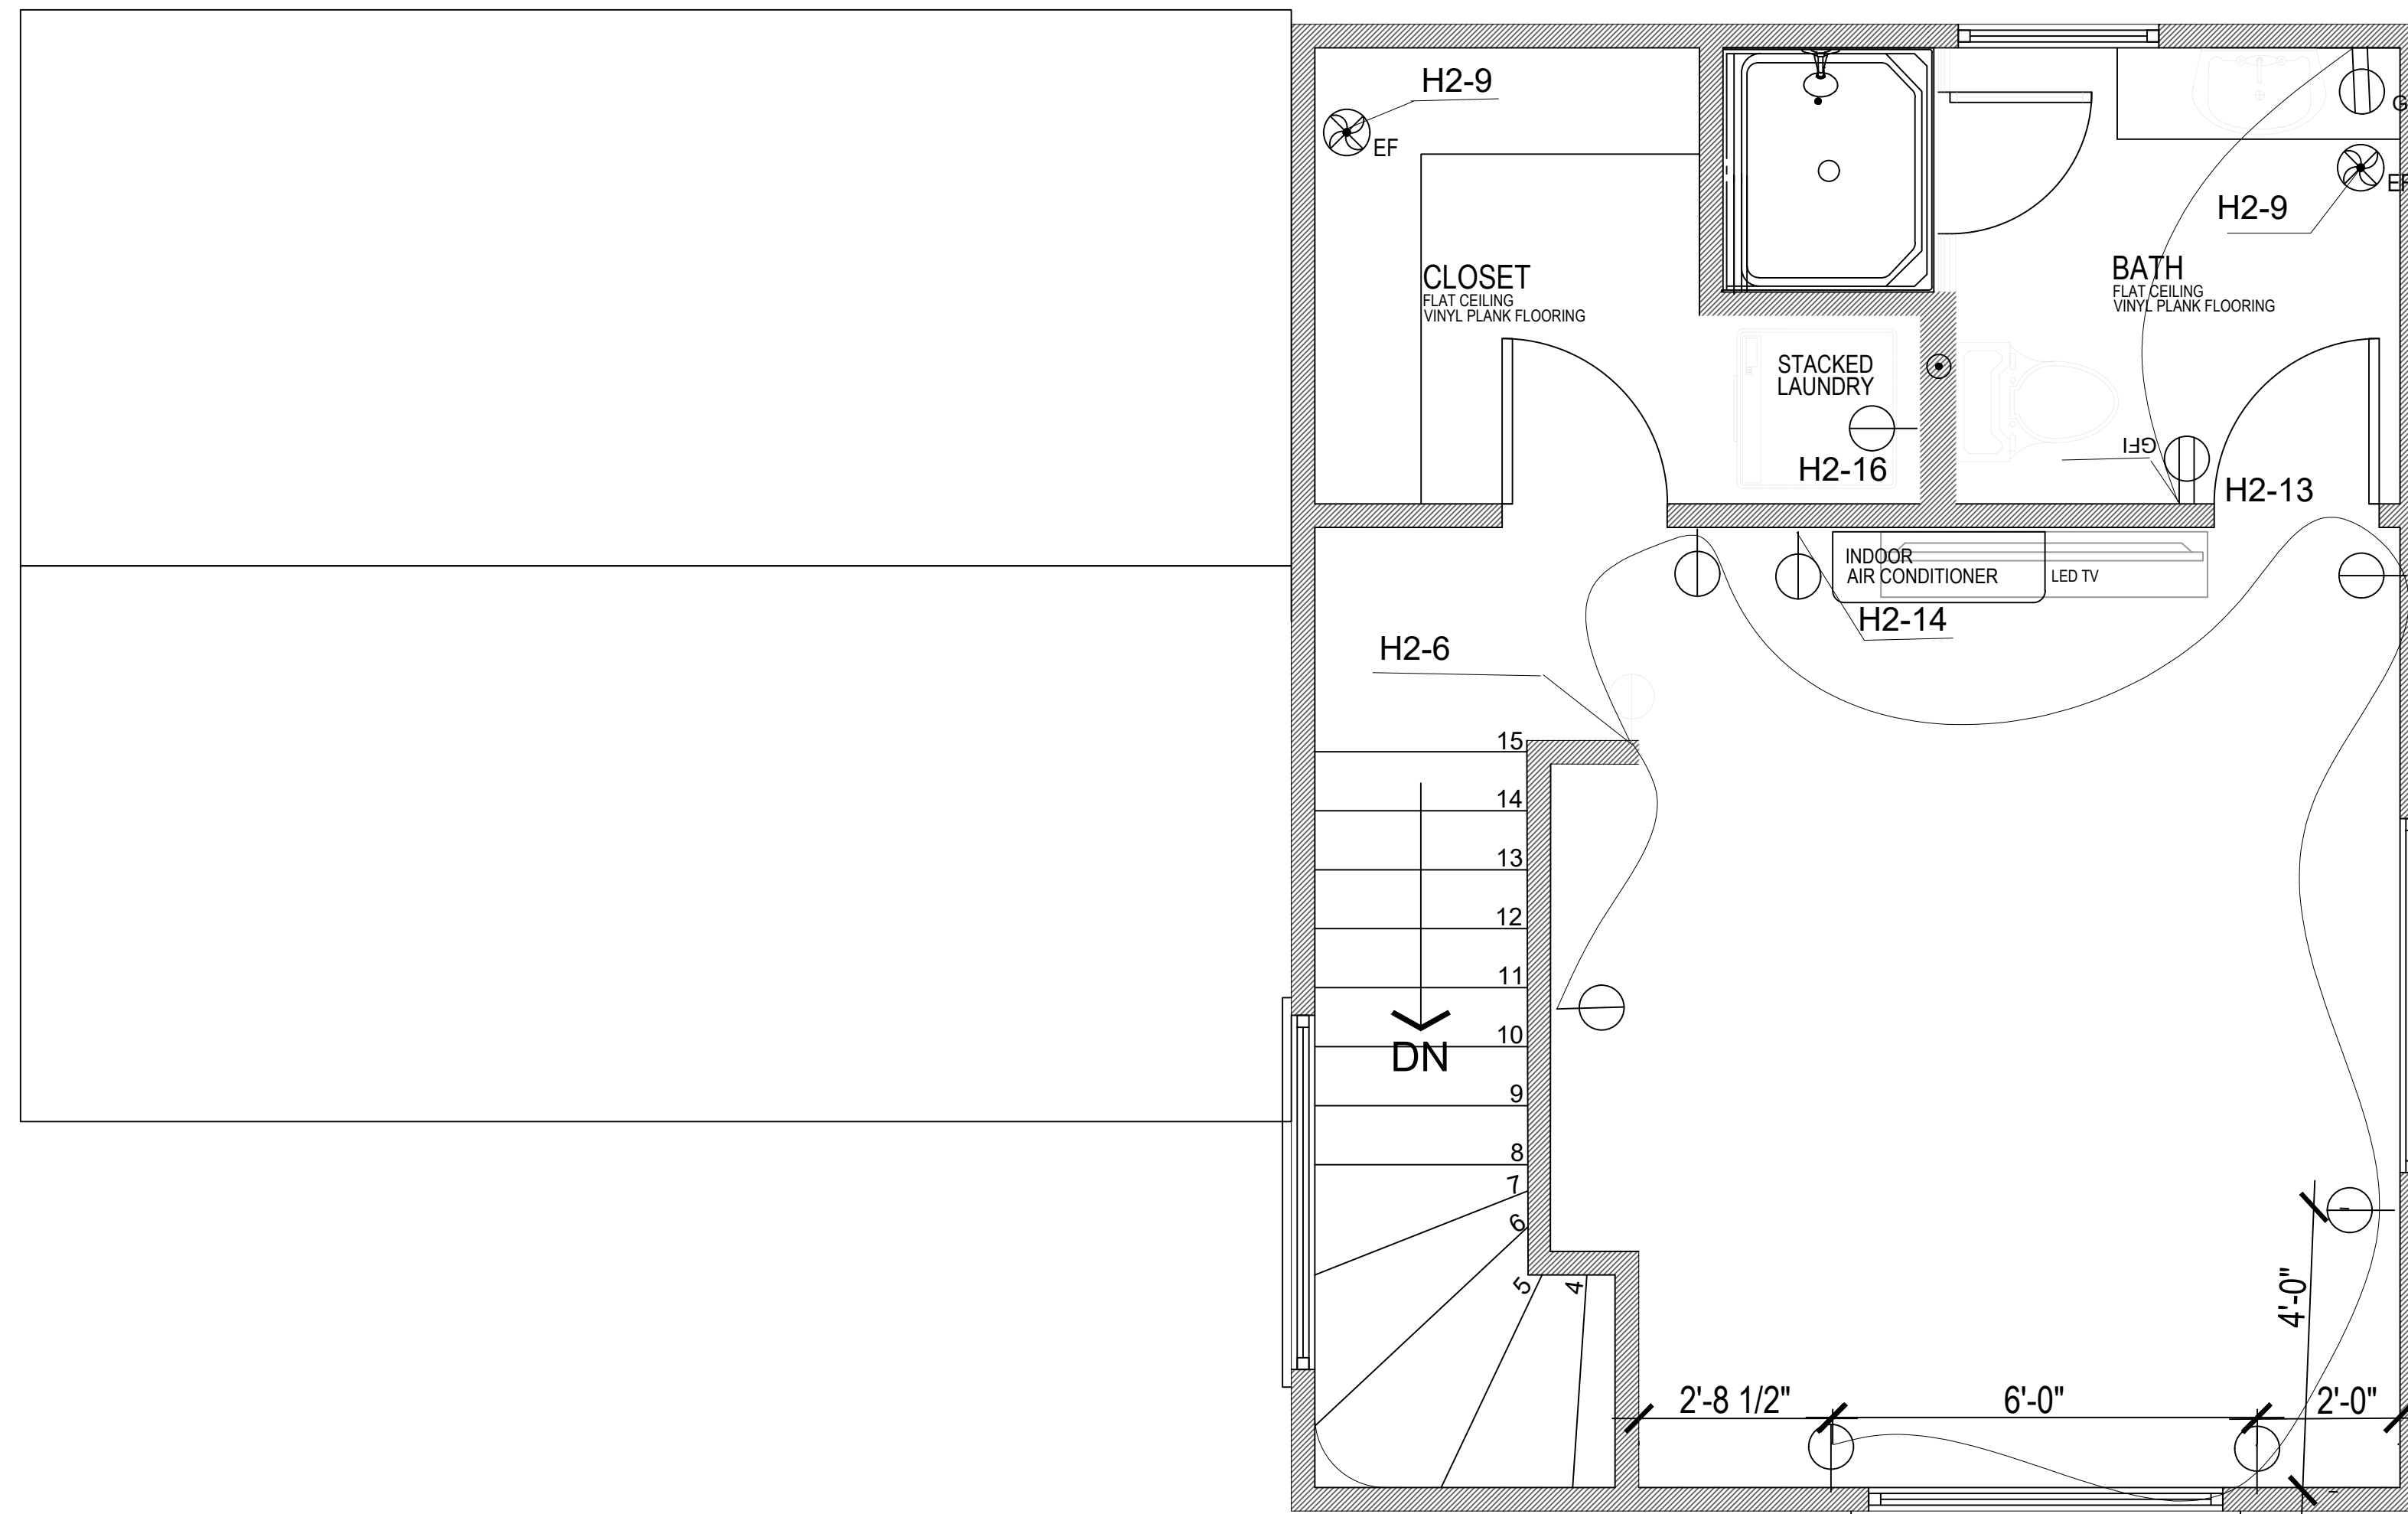 H2-9
EF
G
EF
H2-9
CLOSET
FLAT CEILING
VINYL PLANK FLOORING
BATH
FLAT CEILING
VINYL PLANK FLOORING
STACKED
LAUNDRY
H2-16
GFI
H2-13
INDOOR
AIR CONDITIONER
LED TV
H2-14
H2-6
15
14
13
12
11
10
DN
9
8
7
6
5
4
4'-0"
2'-8 1/2"
6'-0"
2'-0"